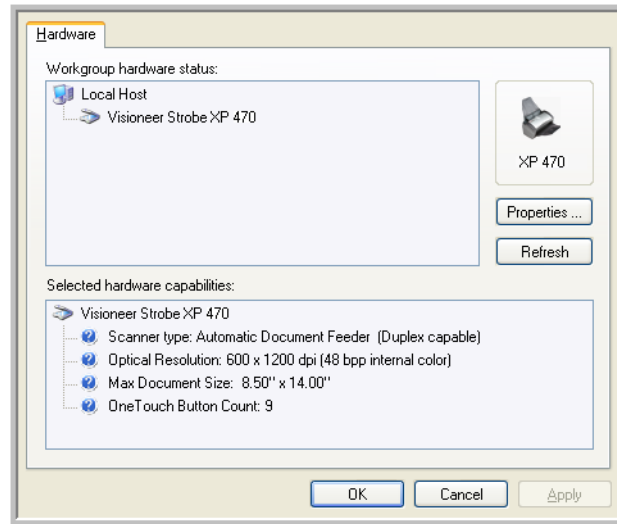 Hardware
Workgroup hardware status:
Local Host
Visioneer Strobe XP 470
XP 470
Properties ...
Refresh
Selected hardware capabilities:
Visioneer Strobe XP 470
Scanner type: Automatic Document Feeder  (Duplex capable)
Optical Resolution: 600 x 1200 dpi (48 bpp internal color)
Max Document Size:  8.50'' x 14.00''
OneTouch Button Count: 9
OK
Cancel
Apply